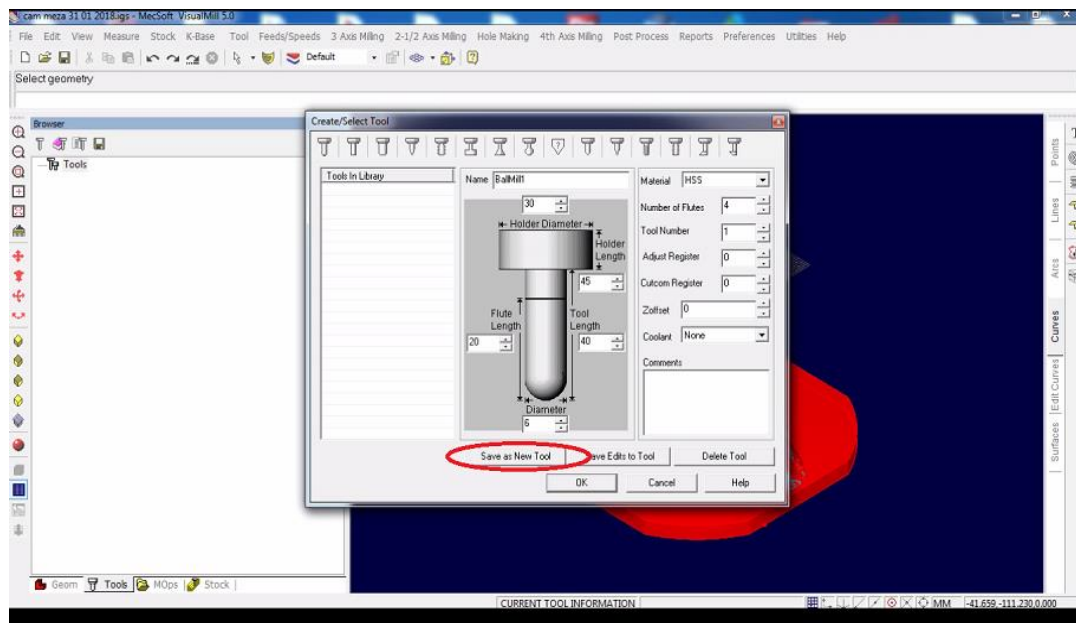 cam meza 31 01 2018.igs - MecSoft VisualMill 5.0
File Edit View Measure Stock K-Base Tool Feeds/Speeds 3 Axis Milling 2-1/2 Axis Milling Hole Making 4th Axis Milling Post Process Reports Preferences Utilities Help
Default
Select geometry
Browser
Tools
Create/Select Tool
Tools In Library
Name BallMill1
30
Holder Diameter
Holder
Length
45
Flute
Length
20
Tool
Length
40
Diameter
6
Material HSS
Number of Flutes 4
Tool Number 1
Adjust Register 0
Cutcom Register 0
Zoffset 0
Coolant None
Comments
Save as New Tool
ave Edits to Tool
Delete Tool
OK
Cancel
Help
Points
Lines
Arcs
Curves
Edit Curves
Surfaces
Geom Tools MOps Stock
CURRENT TOOL INFORMATION
MM
-41.659,-111.230,0.000